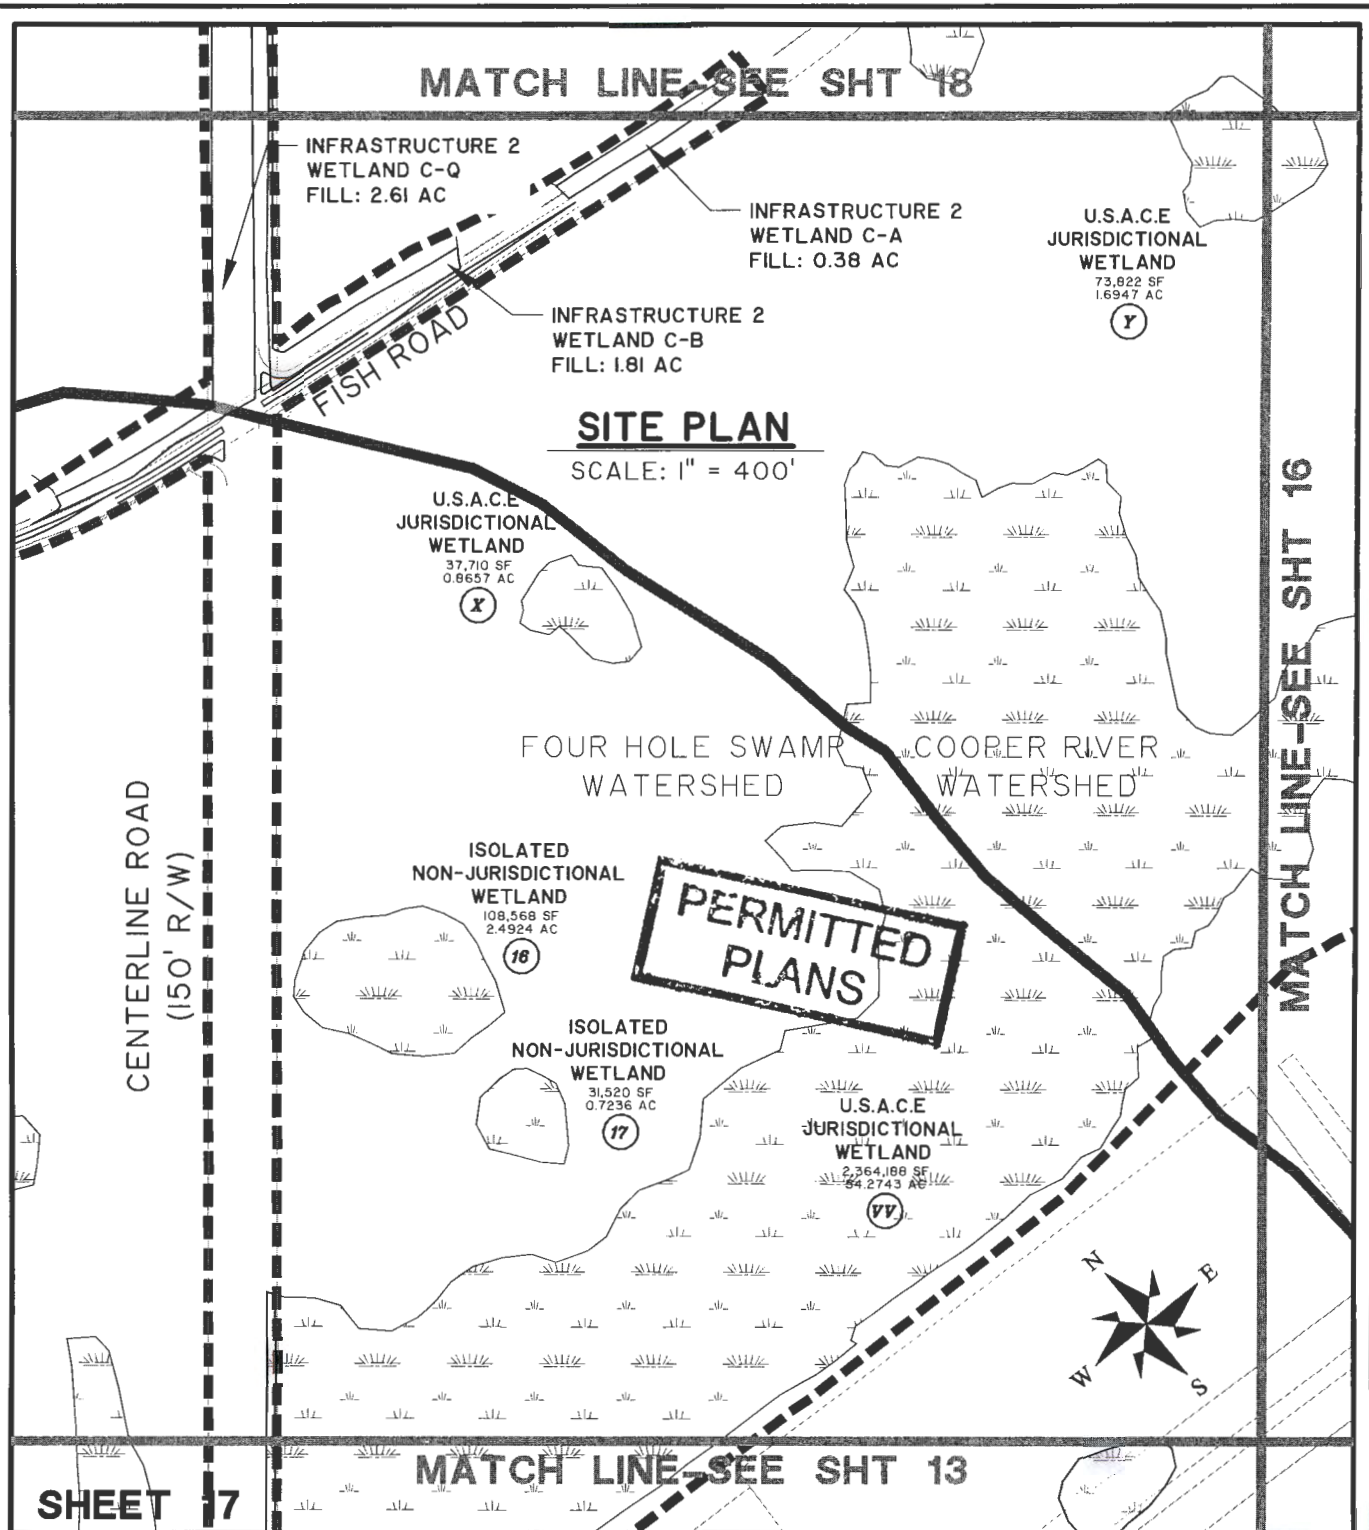 MATCH LINE-SEE SHT 18
INFRASTRUCTURE 2
WETLAND C-Q
FILL: 2.61 AC
INFRASTRUCTURE 2
WETLAND C-A
FILL: 0.38 AC
U.S.A.C.E
JURISDICTIONAL
WETLAND
73,822 SF
1.6947 AC
Y
INFRASTRUCTURE 2
WETLAND C-B
FILL: 1.81 AC
FISH ROAD
SITE PLAN
SCALE: 1" = 400'
U.S.A.C.E
JURISDICTIONAL
WETLAND
37,710 SF
0.8657 AC
X
MATCH LINE-SEE SHT 16
FOUR HOLE SWAMP
WATERSHED
COOPER RIVER
WATERSHED
CENTERLINE ROAD
(150' R/W)
ISOLATED
NON-JURISDICTIONAL
WETLAND
108,568 SF
2.4924 AC
16
PERMITTED
PLANS
ISOLATED
NON-JURISDICTIONAL
WETLAND
31,520 SF
0.7236 AC
17
U.S.A.C.E
JURISDICTIONAL
WETLAND
2,364,188 SF
54.2743 AC
VV
N
E
W
S
MATCH LINE-SEE SHT 13
SHEET 17